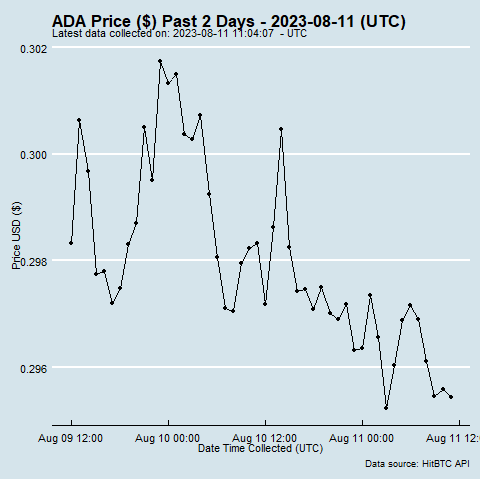 ADA Price ($) Past 2 Days - 2023-08-11 (UTC)
Latest data collected on: 2023-08-11 11:04:07 - UTC
0.302
0.300
0.298
0.296
Price USD ($)
Aug 09 12:00 Aug 10 00:00 Aug 10 12:00 Aug 11 00:00 Aug 11 12:
Date Time Collected (UTC)
Data source: HitBTC API